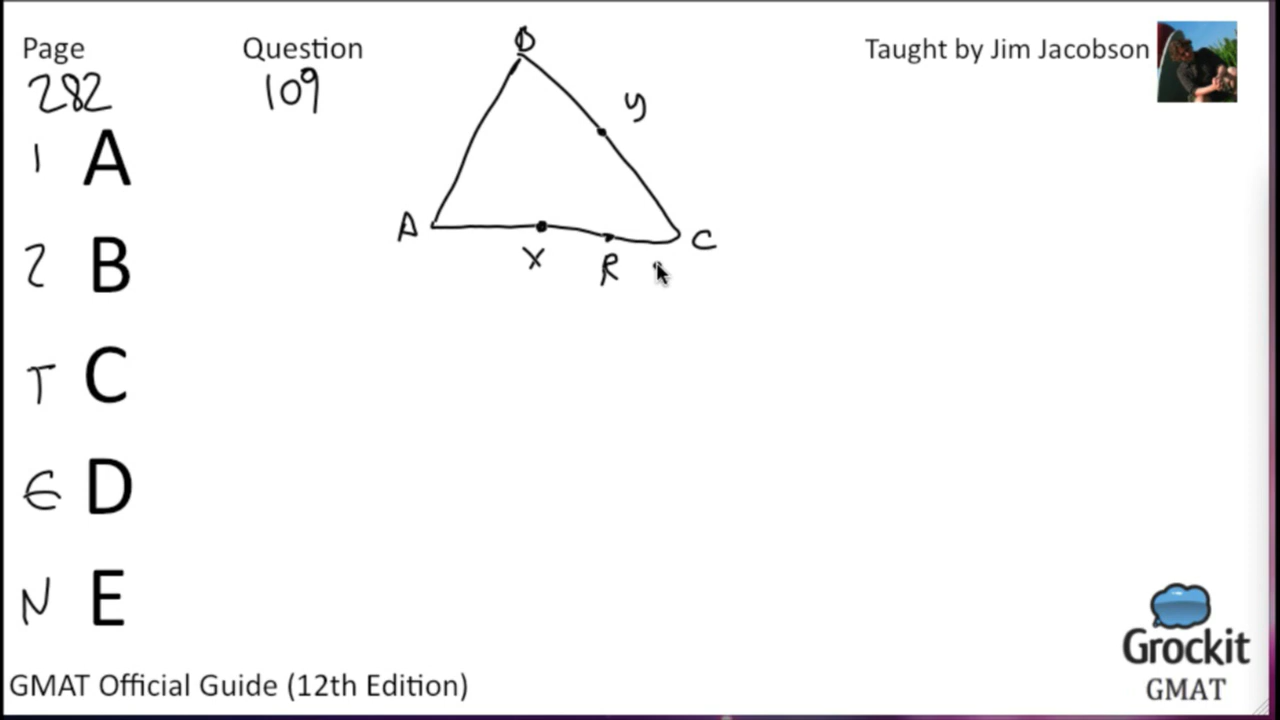 Page
Question
Taught by Jim Jacobson
282
109
B
y
A
C
X
R
1 A
2 B
T C
E D
N E
Grockit
GMAT
GMAT Official Guide (12th Edition)